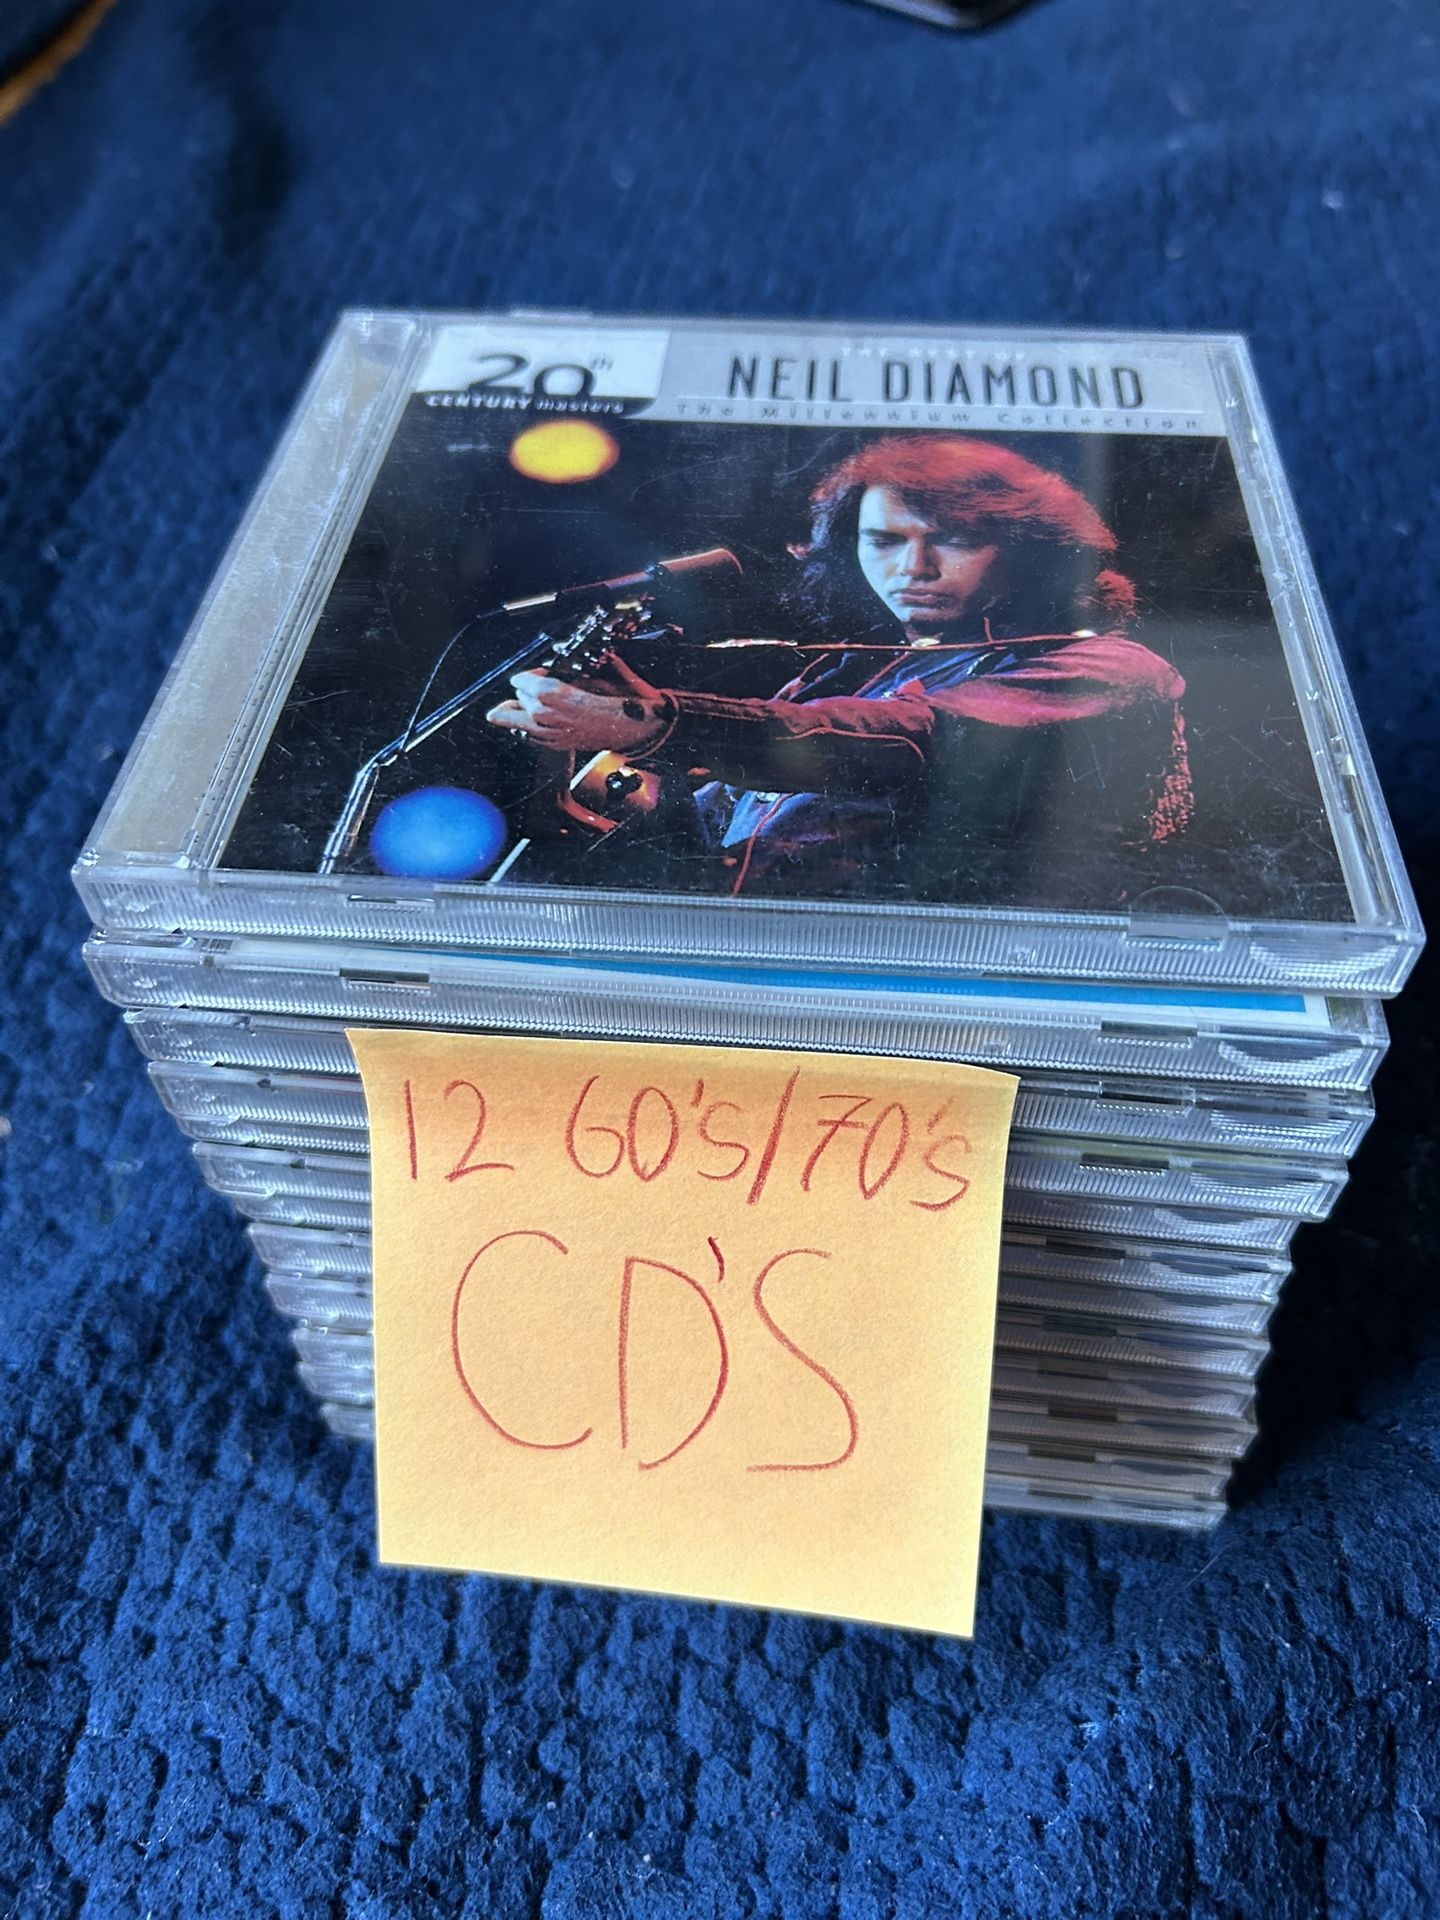 20th
CENTURY masters
THE BEST OF
NEIL DIAMOND
The Millennium Collection
12 60's/70's
CD'S